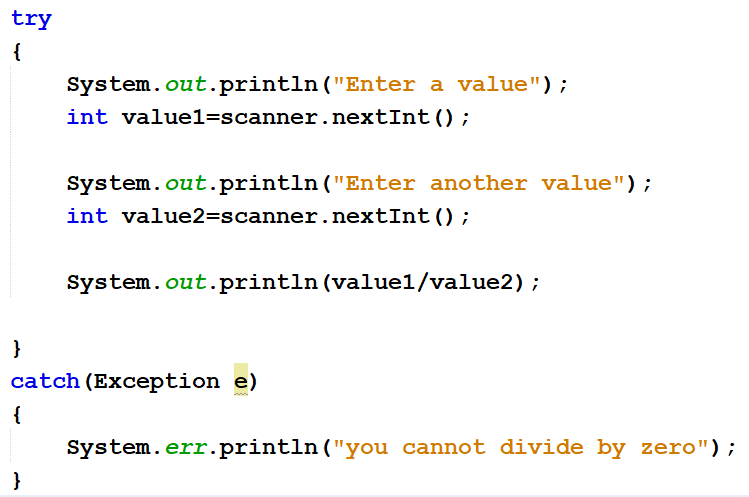 try
{
System.out.println("Enter a value");
int value1=scanner.nextInt();
System.out.println("Enter another value");
int value2=scanner.nextInt();
System.out.println(value1/value2);
}
catch(Exception e)
{
System.err.println("you cannot divide by zero");
}